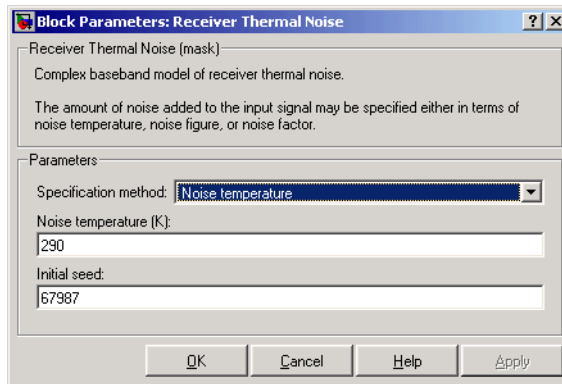 Block Parameters: Receiver Thermal Noise
Receiver Thermal Noise (mask)
Complex baseband model of receiver thermal noise.
The amount of noise added to the input signal may be specified either in terms of
noise temperature, noise figure, or noise factor.
Parameters
Specification method: Noise temperature
Noise temperature (K):
290
Initial seed:
67987
OK Cancel Help Apply